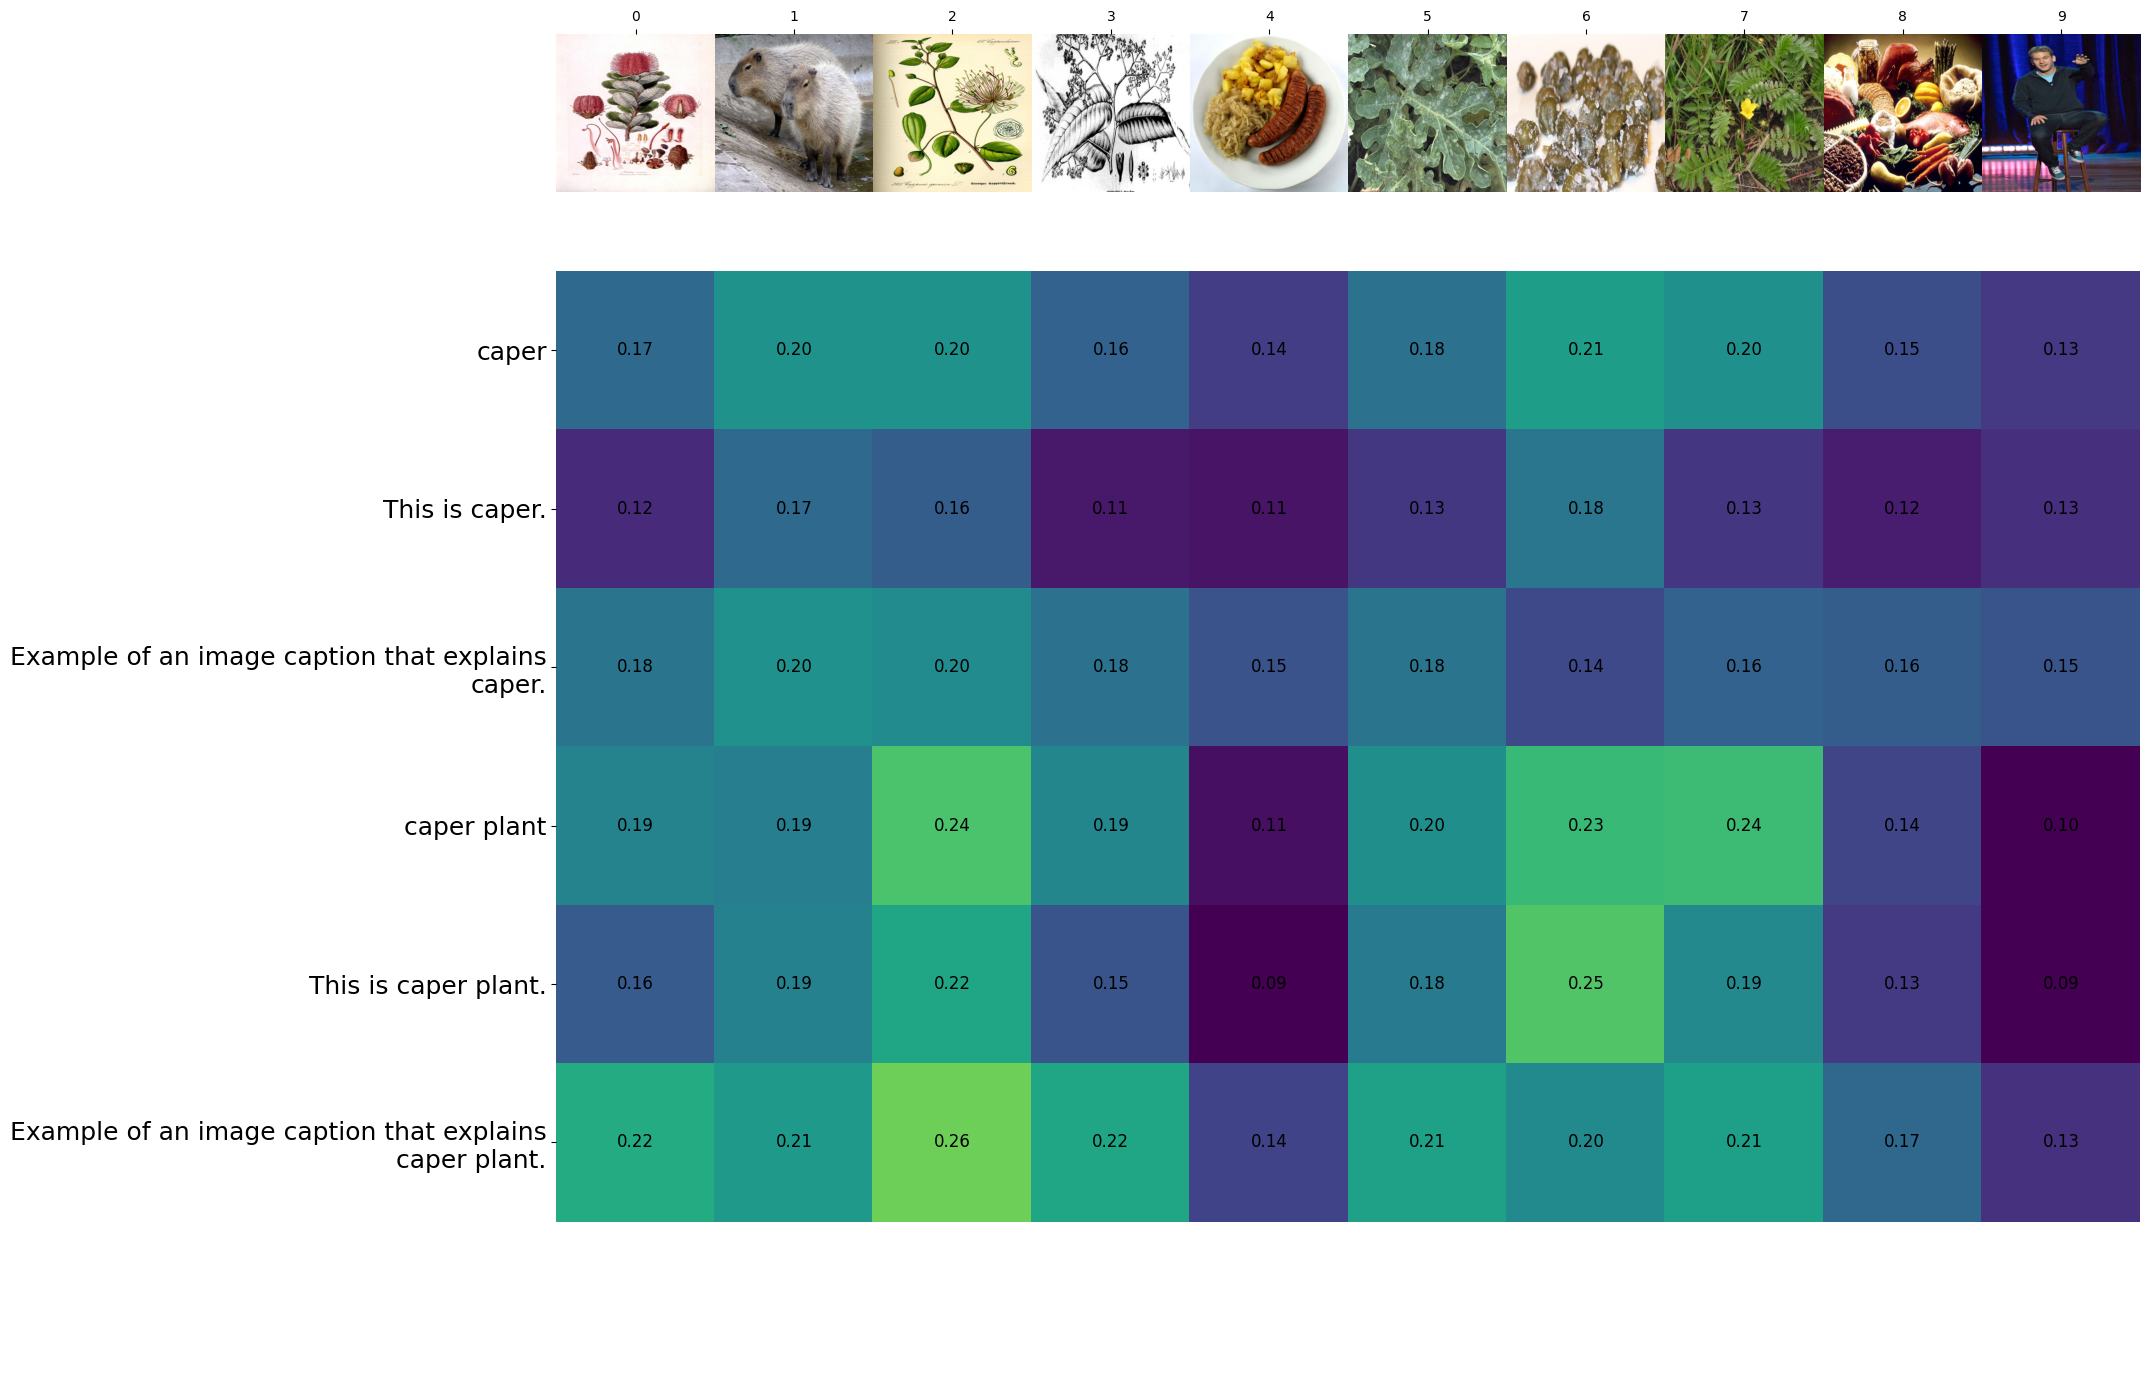 0 1 2 3 4 5 6 7 8 9
caper 0.17 0.20 0.20 0.16 0.14 0.18 0.21 0.20 0.15 0.13
This is caper. 0.12 0.17 0.16 0.11 0.11 0.13 0.18 0.13 0.12 0.13
Example of an image caption that explains
caper. 0.18 0.20 0.20 0.18 0.15 0.18 0.14 0.16 0.16 0.15
caper plant 0.19 0.19 0.24 0.19 0.11 0.20 0.23 0.24 0.14 0.10
This is caper plant. 0.16 0.19 0.22 0.15 0.09 0.18 0.25 0.19 0.13 0.09
Example of an image caption that explains
caper plant. 0.22 0.21 0.26 0.22 0.14 0.21 0.20 0.21 0.17 0.13